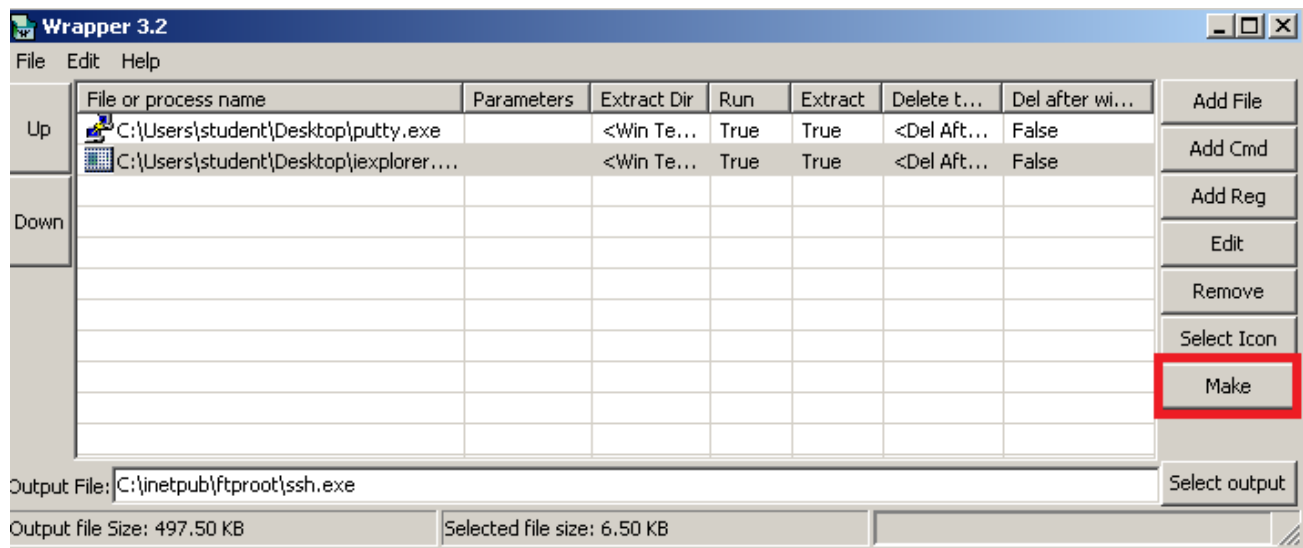 Wrapper 3.2
File Edit Help
Up
Down
File or process name Parameters Extract Dir Run Extract Delete t... Del after wi...
C:\Users\student\Desktop\putty.exe <Win Te... True True <Del Aft... False
C:\Users\student\Desktop\iexplorer.... <Win Te... True True <Del Aft... False
Add File
Add Cmd
Add Reg
Edit
Remove
Select Icon
Make
Output File: C:\inetpub\ftproot\ssh.exe Select output
Output file Size: 497.50 KB Selected file size: 6.50 KB